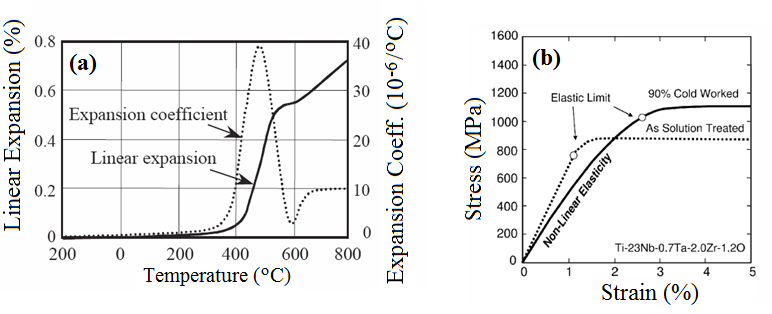 (a)
Linear Expansion (%)
0.8
0.6
0.4
0.2
0
Expansion coefficient
Linear expansion
200
0
200
400
600
800
Temperature (°C)
40
30
20
10
0
Expansion Coeff. (10-6/°C)
(b)
Stress (MPa)
1600
1400
1200
1000
800
600
400
200
0
90% Cold Worked
Elastic Limit
As Solution Treated
Non-Linear Elasticity
Ti-23Nb-0.7Ta-2.0Zr-1.2O
0
1
2
3
4
5
Strain (%)